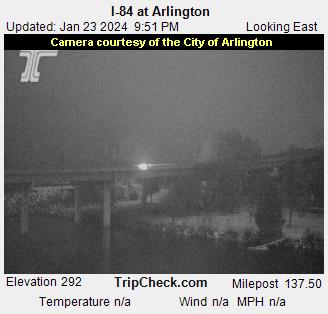 I-84 at Arlington
Updated: Jan 23 2024 9:51 PM Looking East
Camera courtesy of the City of Arlington
Elevation 292 TripCheck.com Milepost 137.50
Temperature n/a Wind n/a MPH n/a